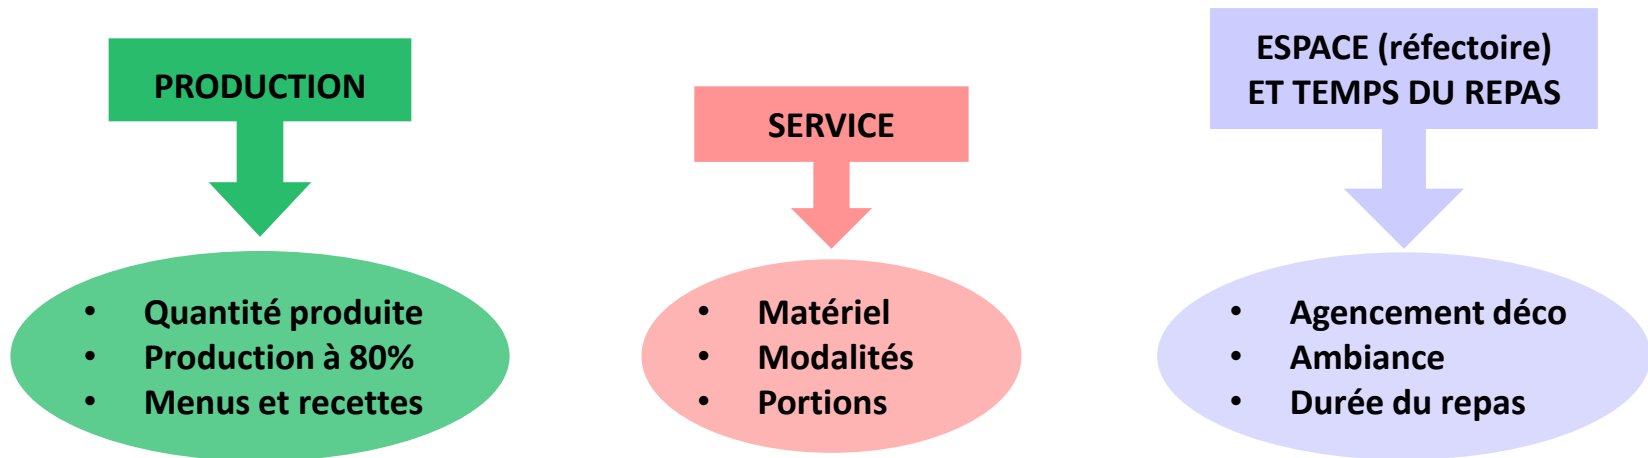 PRODUCTION
• Quantité produite
• Production à 80%
• Menus et recettes
SERVICE
• Matériel
• Modalités
• Portions
ESPACE (réfectoire)
ET TEMPS DU REPAS
• Agencement déco
• Ambiance
• Durée du repas